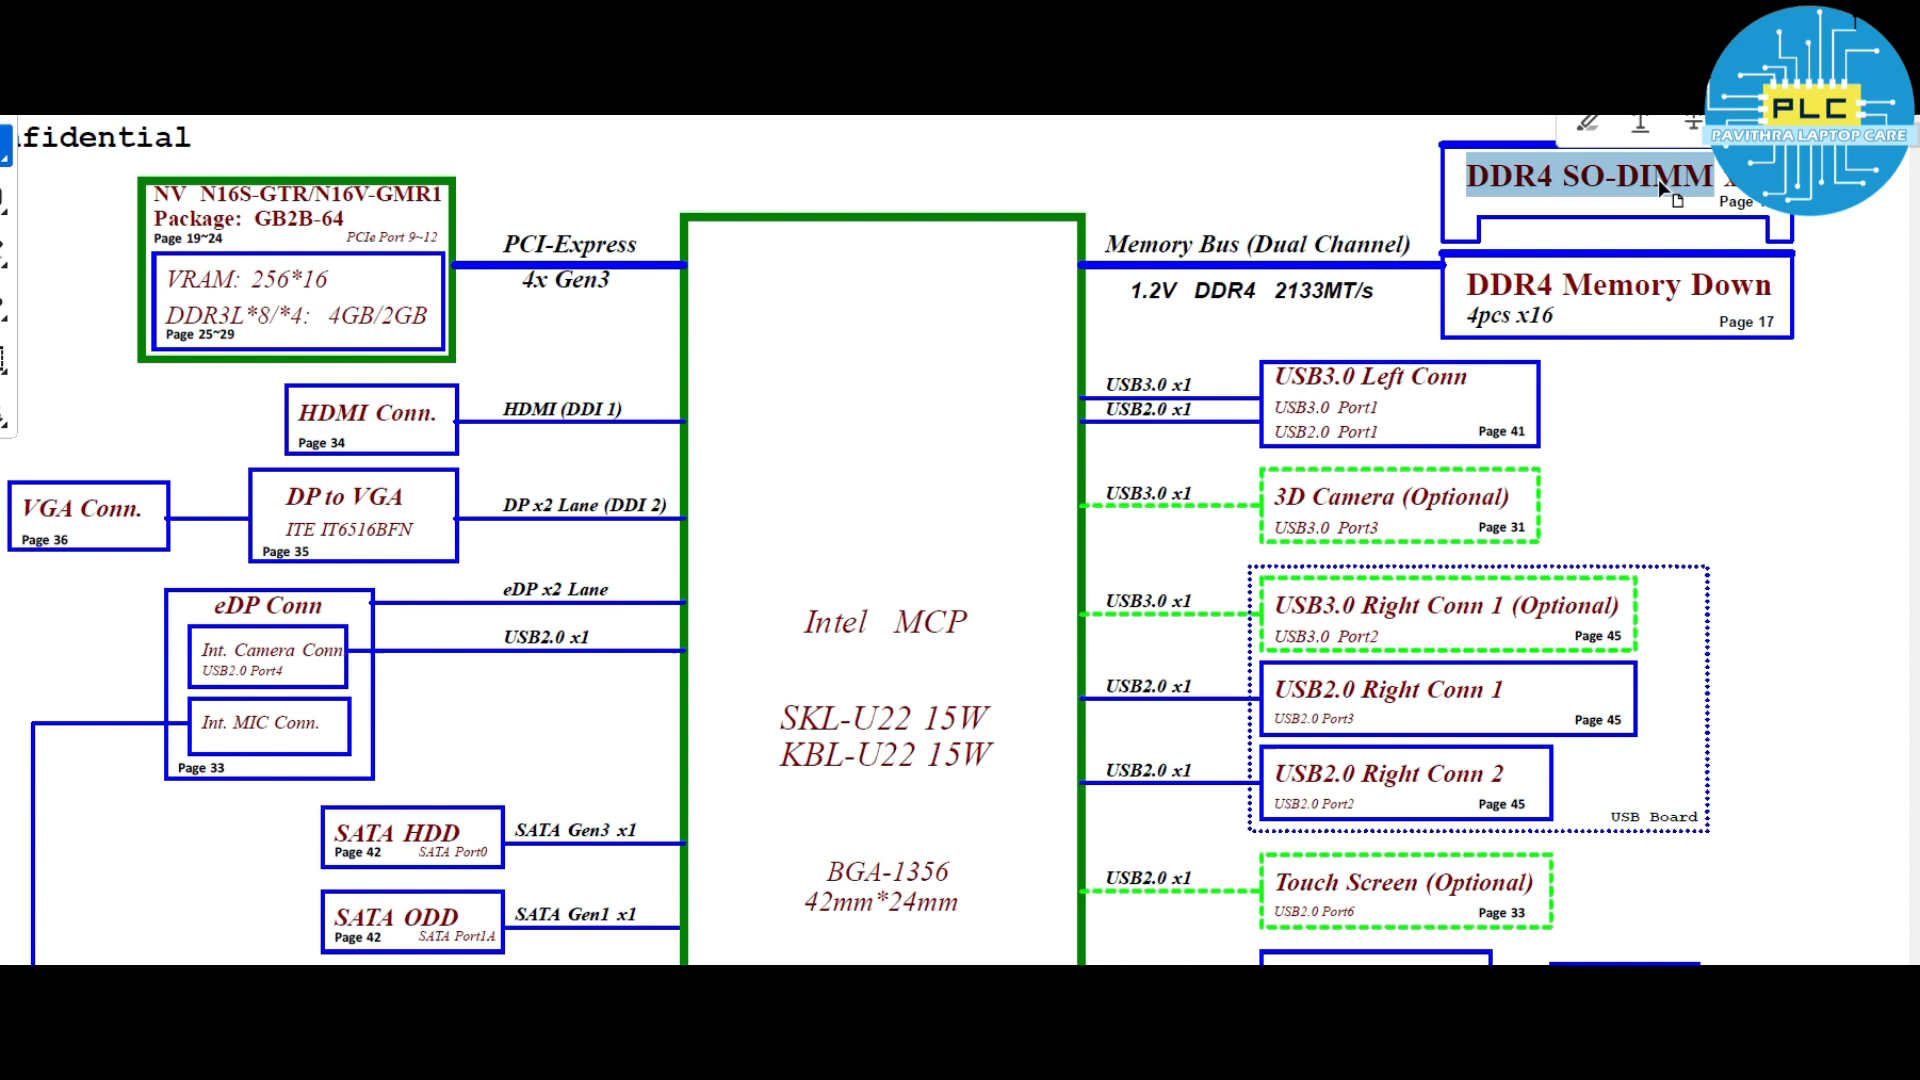 fidential
PLC
PAVITHRA LAPTOP CARE
DDR4 SO-DIMM
Page
NV N16S-GTR/N16V-GMR1
Package: GB2B-64
Page 19~24 PCIe Port 9~12
VRAM: 256*16
DDR3L*8/*4: 4GB/2GB
Page 25~29
PCI-Express
4x Gen3
Memory Bus (Dual Channel)
1.2V DDR4 2133MT/s
DDR4 Memory Down
4pcs x16
Page 17
HDMI Conn.
Page 34
HDMI (DDI 1)
USB3.0 x1
USB2.0 x1
USB3.0 Left Conn
USB3.0 Port1
USB2.0 Port1
Page 41
VGA Conn.
Page 36
DP to VGA
ITE IT6516BFN
Page 35
DP x2 Lane (DDI 2)
USB3.0 x1
3D Camera (Optional)
USB3.0 Port3
Page 31
eDP Conn
Int. Camera Conn
USB2.0 Port4
Int. MIC Conn.
Page 33
eDP x2 Lane
USB2.0 x1
Intel MCP
SKL-U22 15W
KBL-U22 15W
BGA-1356
42mm*24mm
USB3.0 x1
USB3.0 Right Conn 1 (Optional)
USB3.0 Port2
Page 45
USB2.0 x1
USB2.0 Right Conn 1
USB2.0 Port3
Page 45
USB2.0 x1
USB2.0 Right Conn 2
USB2.0 Port2
Page 45
USB Board
SATA HDD
Page 42 SATA Port0
SATA Gen3 x1
SATA ODD
Page 42 SATA Port1A
SATA Gen1 x1
USB2.0 x1
Touch Screen (Optional)
USB2.0 Port6
Page 33